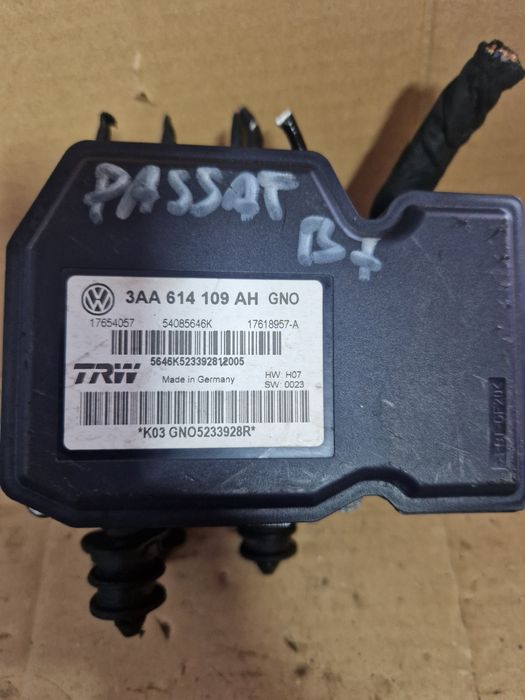 PASSAT
B7
3AA 614 109 AH GNO
17654057 54085646K 17618957-A
5646K523392812005
TRW Made in Germany HW: H07
SW: 0023
*K03 GNO5233928R*